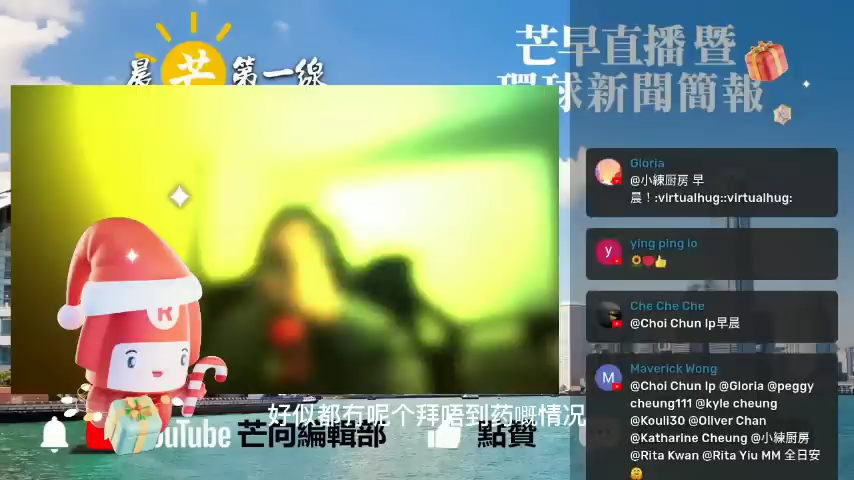 晨芒第一線
芒早直播暨
環球新聞簡報
Gloria
@小練厨房 早
晨！:virtualhug::virtualhug:
ying ping lo
y
Che Che Che
@Choi Chun Ip早晨
Maverick Wong
M
@Choi Chun Ip @Gloria @peggy
cheung111 @kyle cheung
@Kouli30 @Oliver Chan
@Katharine Cheung @小練厨房
@Rita Kwan @Rita Yiu MM 全日安
R
好似都冇呢个拜唔到药嘅情况
YouTube 芒向編輯部 點贊